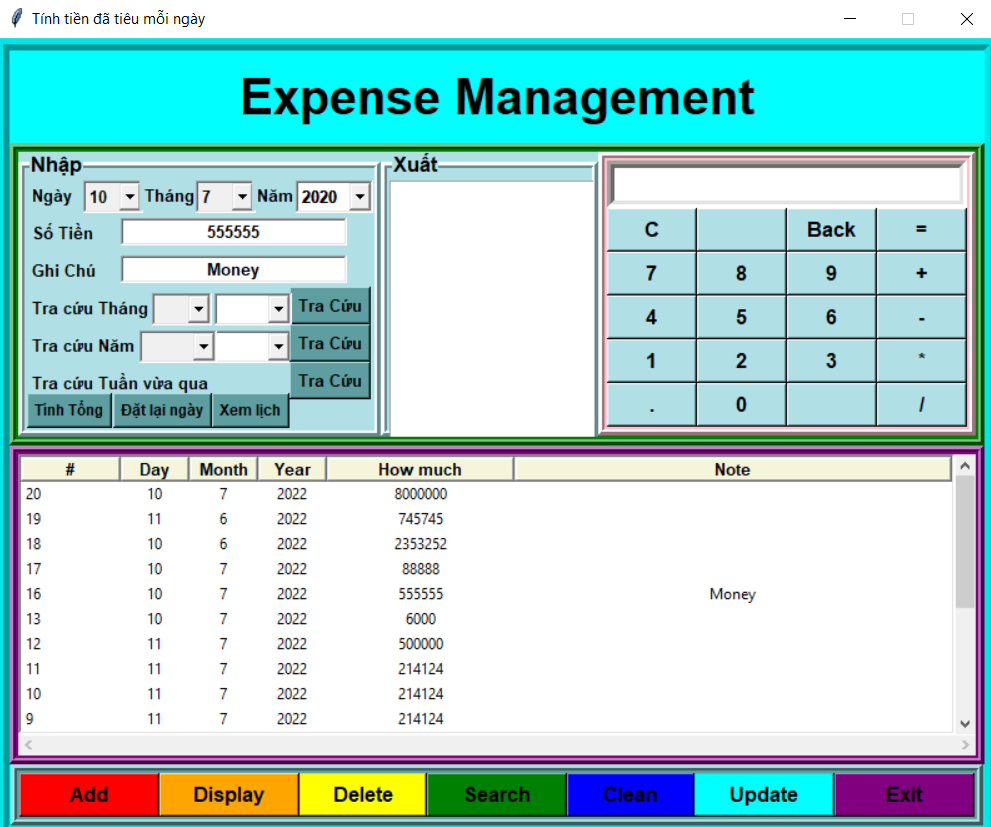 Tính tiền đã tiêu mỗi ngày
Expense Management
Nhập
Ngày 10 Tháng 7 Năm 2020
Số Tiền 555555
Ghi Chú Money
Tra cứu Tháng Tra Cứu
Tra cứu Năm Tra Cứu
Tra cứu Tuần vừa qua Tra Cứu
Tính Tổng Đặt lại ngày Xem lịch
Xuất
C Back =
7 8 9 +
4 5 6 -
1 2 3 *
. 0 /
# Day Month Year How much Note
20 10 7 2022 8000000
19 11 6 2022 745745
18 10 6 2022 2353252
17 10 7 2022 88888
16 10 7 2022 555555 Money
13 10 7 2022 6000
12 11 7 2022 500000
11 11 7 2022 214124
10 11 7 2022 214124
9 11 7 2022 214124
Add Display Delete Search Clean Update Exit